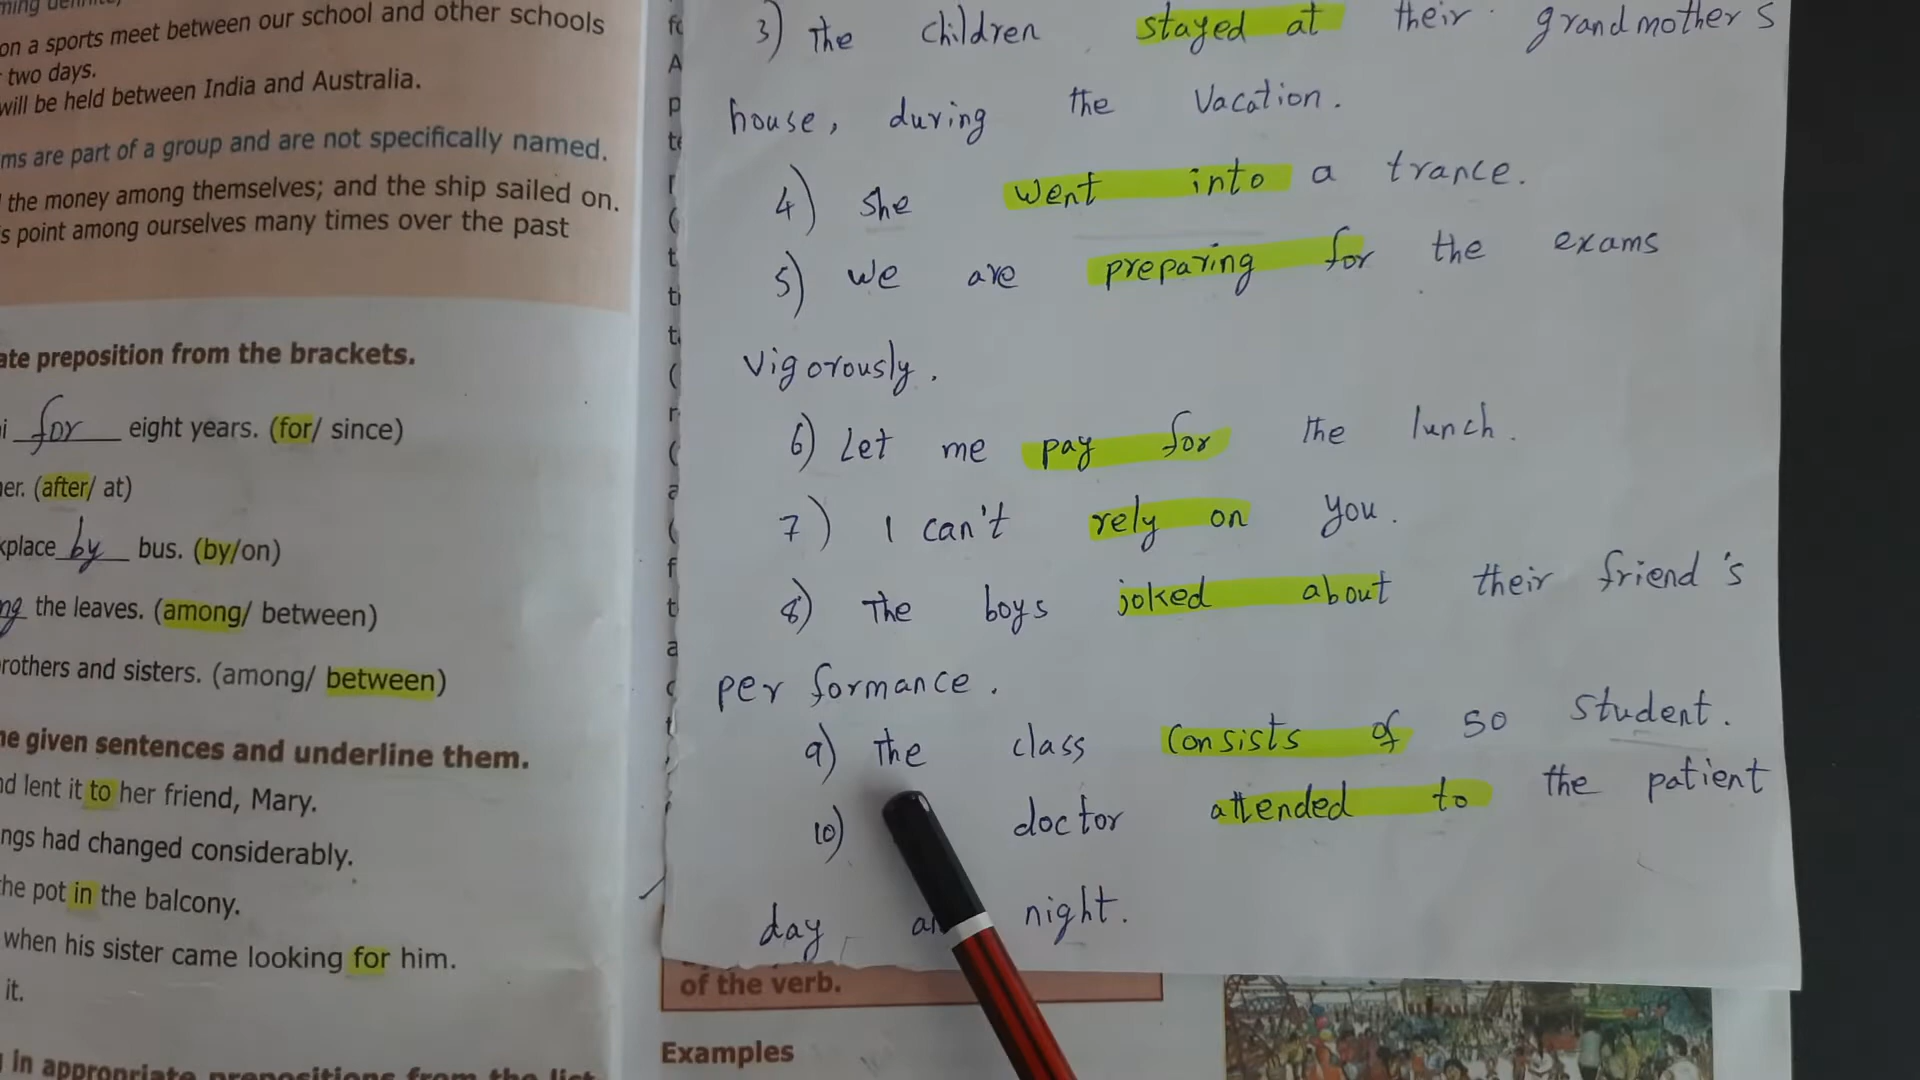 on a sports meet between our school and other schools
two days.
will be held between India and Australia.
ms are part of a group and are not specifically named.
the money among themselves; and the ship sailed on.
s point among ourselves many times over the past
ate preposition from the brackets.
i for eight years. (for/ since)
er. (after/ at)
place by bus. (by/on)
ng the leaves. (among/ between)
rothers and sisters. (among/ between)
e given sentences and underline them.
d lent it to her friend, Mary.
ngs had changed considerably.
he pot in the balcony.
when his sister came looking for him.
it.
in appropriate prepositions from the list
3) The children stayed at their grandmother's
house, during the Vacation.
4) She went into a trance.
5) We are preparing for the exams
vigorously.
6) Let me pay for the lunch.
7) I can't rely on you.
8) The boys joked about their friend's
performance.
9) The class consists of 50 student.
10) doctor attended to the patient
day night.
of the verb.
Examples